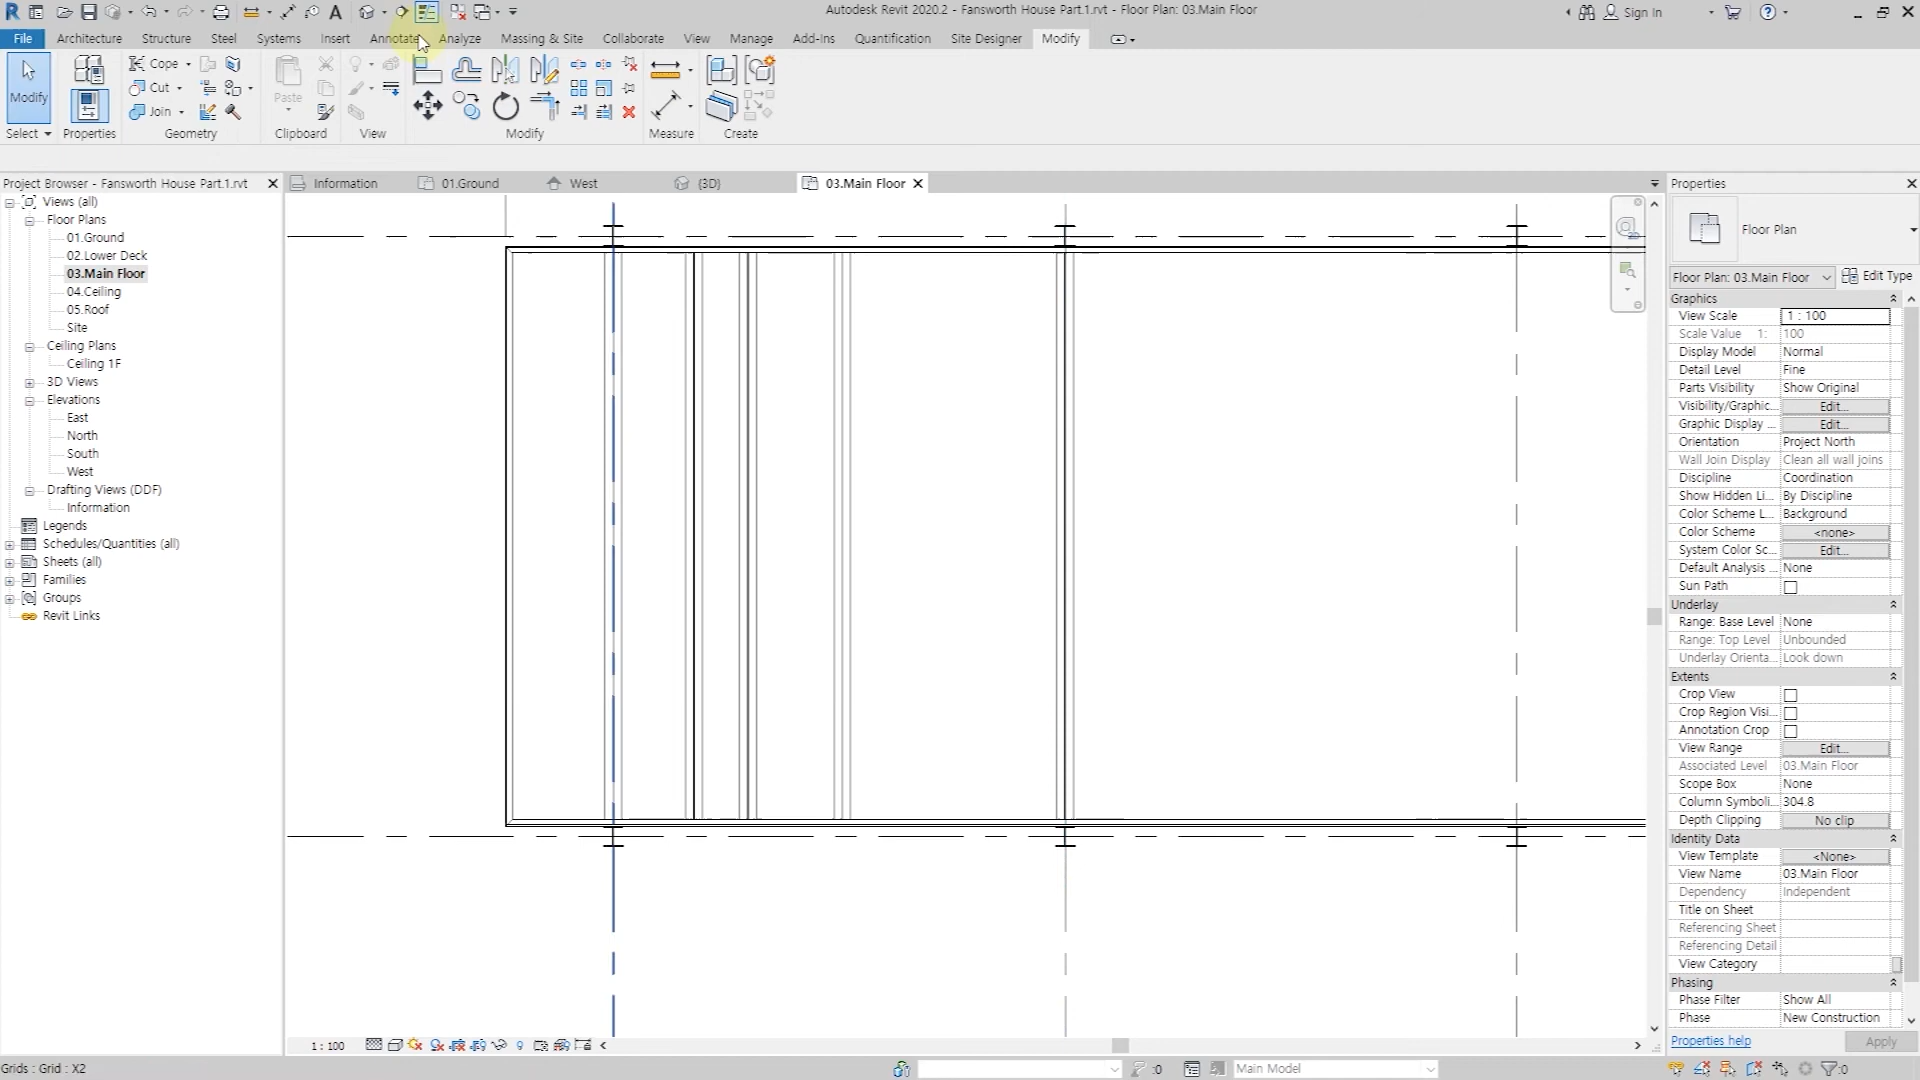 Autodesk Revit 2020.2 - Fansworth House Part.1.rvt - Floor Plan: 03.Main Floor
Sign In
File Architecture Structure Steel Systems Insert Annotate Analyze Massing & Site Collaborate View Manage Add-Ins Quantification Site Designer Modify
Cope
Cut
Join
Modify
Paste
Select Properties Geometry Clipboard View Modify Measure Create
Project Browser - Fansworth House Part.1.rvt
Information 01.Ground West {3D} 03.Main Floor
Views (all)
Floor Plans
01.Ground
02.Lower Deck
03.Main Floor
04.Ceiling
05.Roof
Site
Ceiling Plans
Ceiling 1F
3D Views
Elevations
East
North
South
West
Drafting Views (DDF)
Information
Legends
Schedules/Quantities (all)
Sheets (all)
Families
Groups
Revit Links
Properties
Floor Plan
Floor Plan: 03.Main Floor Edit Type
Graphics
View Scale 1 : 100
Scale Value 1: 100
Display Model Normal
Detail Level Fine
Parts Visibility Show Original
Visibility/Graphic... Edit...
Graphic Display ... Edit...
Orientation Project North
Wall Join Display Clean all wall joins
Discipline Coordination
Show Hidden Li... By Discipline
Color Scheme L... Background
Color Scheme <none>
System Color Sc... Edit...
Default Analysis ... None
Sun Path
Underlay
Range: Base Level None
Range: Top Level Unbounded
Underlay Orienta... Look down
Extents
Crop View
Crop Region Visi...
Annotation Crop
View Range Edit...
Associated Level 03.Main Floor
Scope Box None
Column Symboli... 304.8
Depth Clipping No clip
Identity Data
View Template <None>
View Name 03.Main Floor
Dependency Independent
Title on Sheet
Referencing Sheet
Referencing Detail
View Category
Phasing
Phase Filter Show All
Phase New Construction
Properties help Apply
1 : 100
Grids : Grid : X2
:0
Main Model
:0